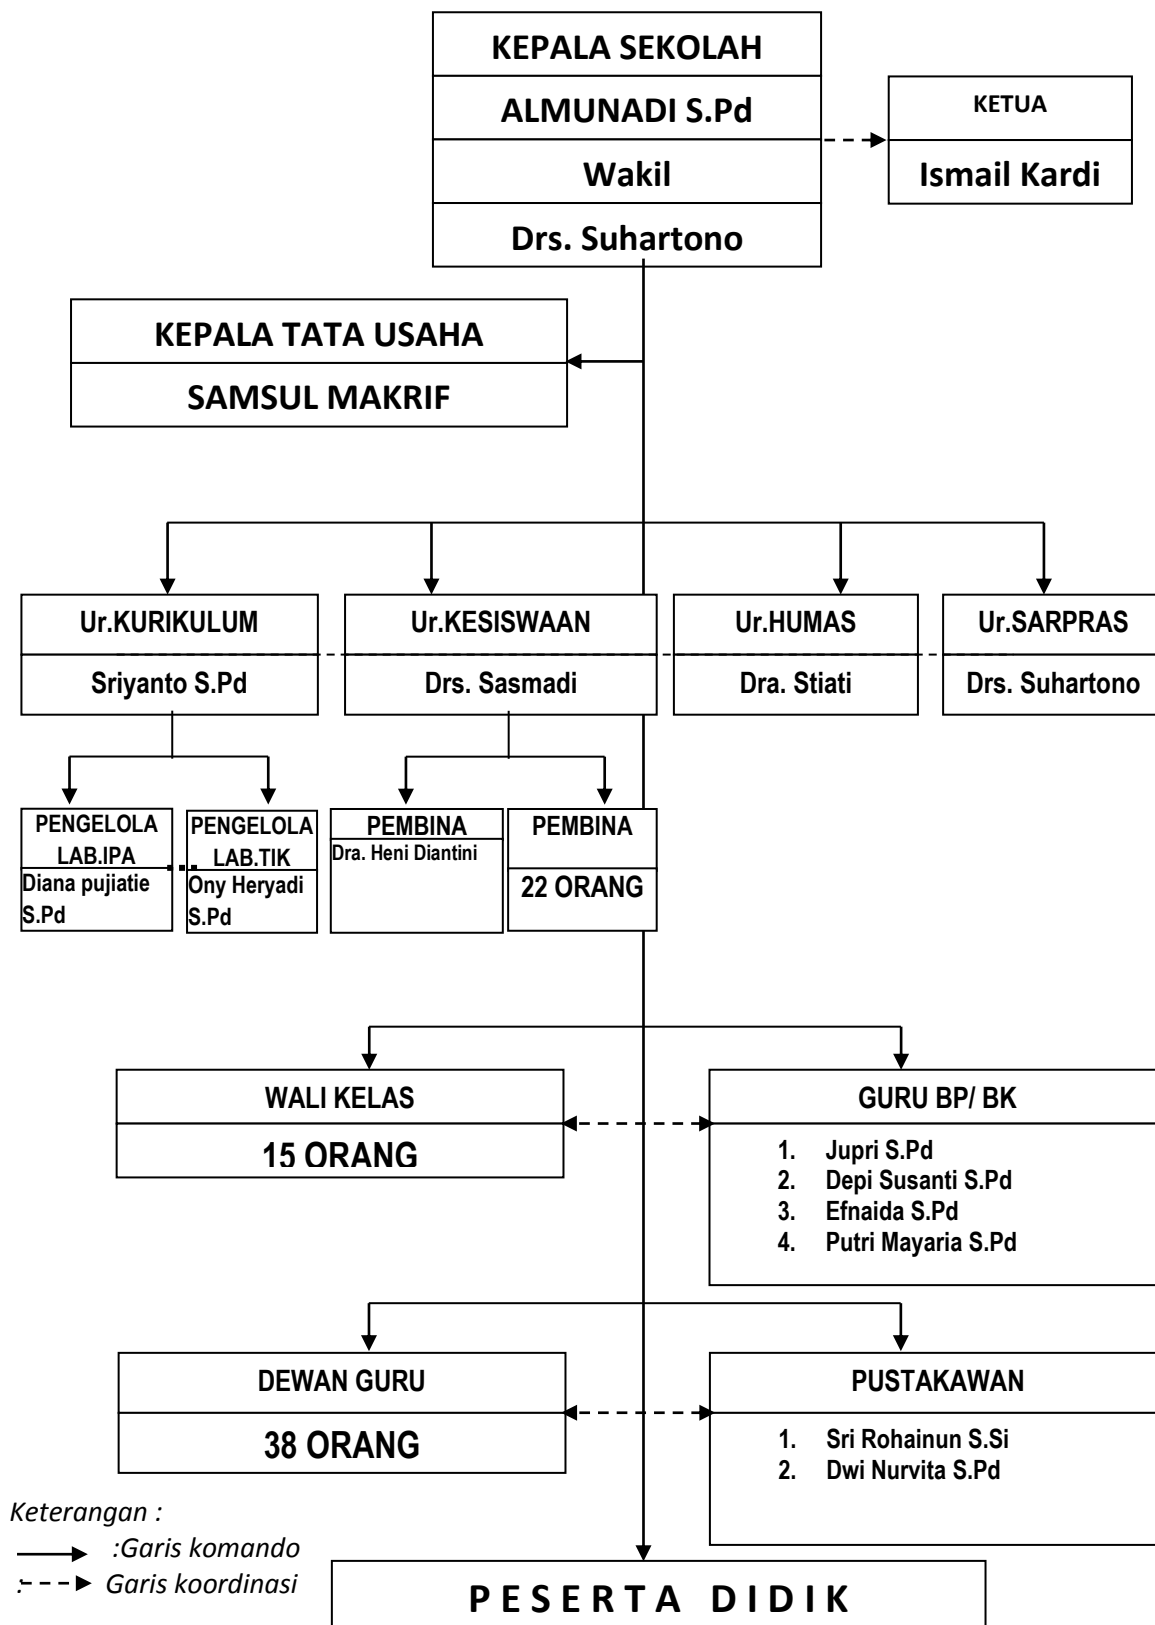 KEPALA SEKOLAH
ALMUNADI S.Pd
Wakil
Drs. Suhartono
KETUA
Ismail Kardi
KEPALA TATA USAHA
SAMSUL MAKRIF
Ur.KURIKULUM
Sriyanto S.Pd
Ur.KESISWAAN
Drs. Sasmadi
Ur.HUMAS
Dra. Stiati
Ur.SARPRAS
Drs. Suhartono
PENGELOLA
LAB.IPA
Diana pujiatie
S.Pd
PENGELOLA
LAB.TIK
Ony Heryadi
S.Pd
PEMBINA
Dra. Heni Diantini
PEMBINA
22 ORANG
WALI KELAS
15 ORANG
GURU BP/ BK
1. Jupri S.Pd
2. Depi Susanti S.Pd
3. Efnaida S.Pd
4. Putri Mayaria S.Pd
DEWAN GURU
38 ORANG
PUSTAKAWAN
1. Sri Rohainun S.Si
2. Dwi Nurvita S.Pd
Keterangan :
:Garis komando
: Garis koordinasi
PESERTA DIDIK